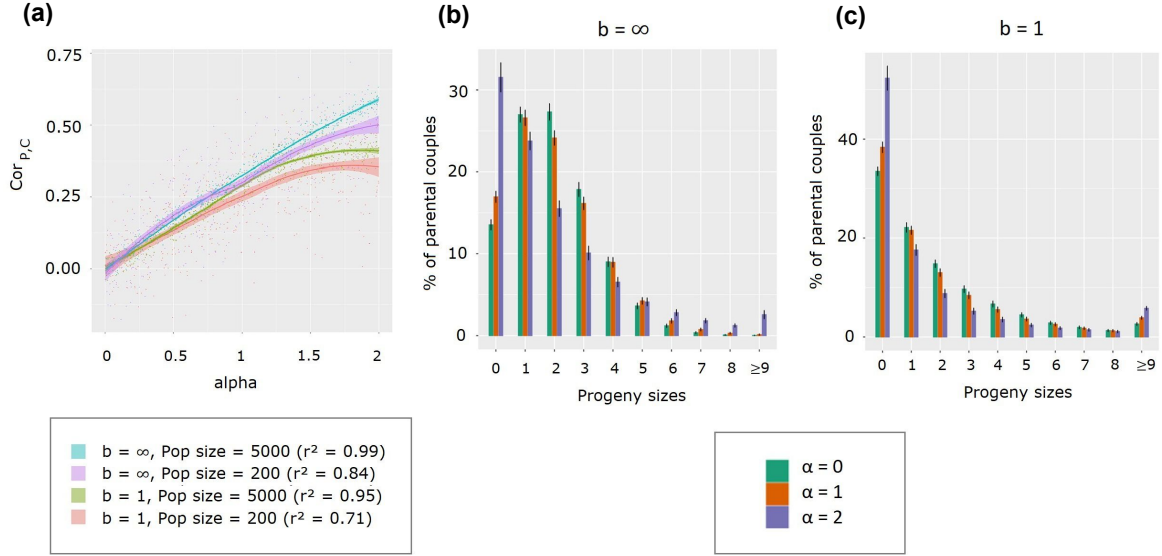 (a)
0.75
0.50
0.25
0.00
Cor P,C
0 0.5 1 1.5 2
alpha
b = ∞, Pop size = 5000 (r² = 0.99)
b = ∞, Pop size = 200 (r² = 0.84)
b = 1, Pop size = 5000 (r² = 0.95)
b = 1, Pop size = 200 (r² = 0.71)
(b)
b = ∞
30
20
10
0
% of parental couples
0 1 2 3 4 5 6 7 8 ≥9
Progeny sizes
(c)
b = 1
40
20
0
% of parental couples
0 1 2 3 4 5 6 7 8 ≥9
Progeny sizes
α = 0
α = 1
α = 2